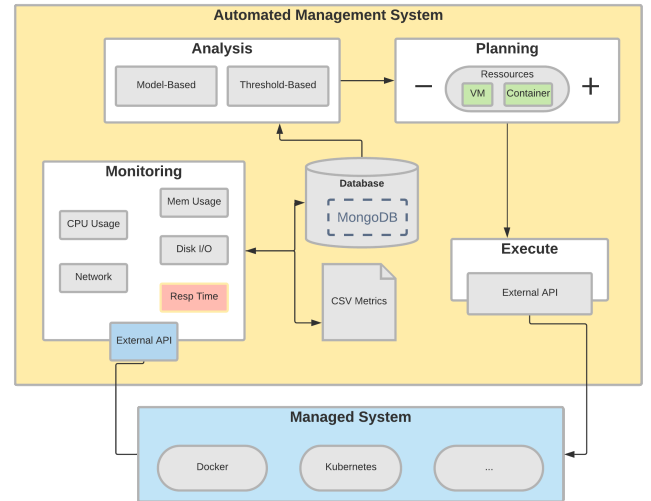 Automated Management System
Analysis
Model-Based
Threshold-Based
Planning
Ressources
VM
Container
Monitoring
Mem Usage
CPU Usage
Disk I/O
Network
Resp Time
External API
Database
MongoDB
CSV Metrics
Execute
External API
Managed System
Docker
Kubernetes
...